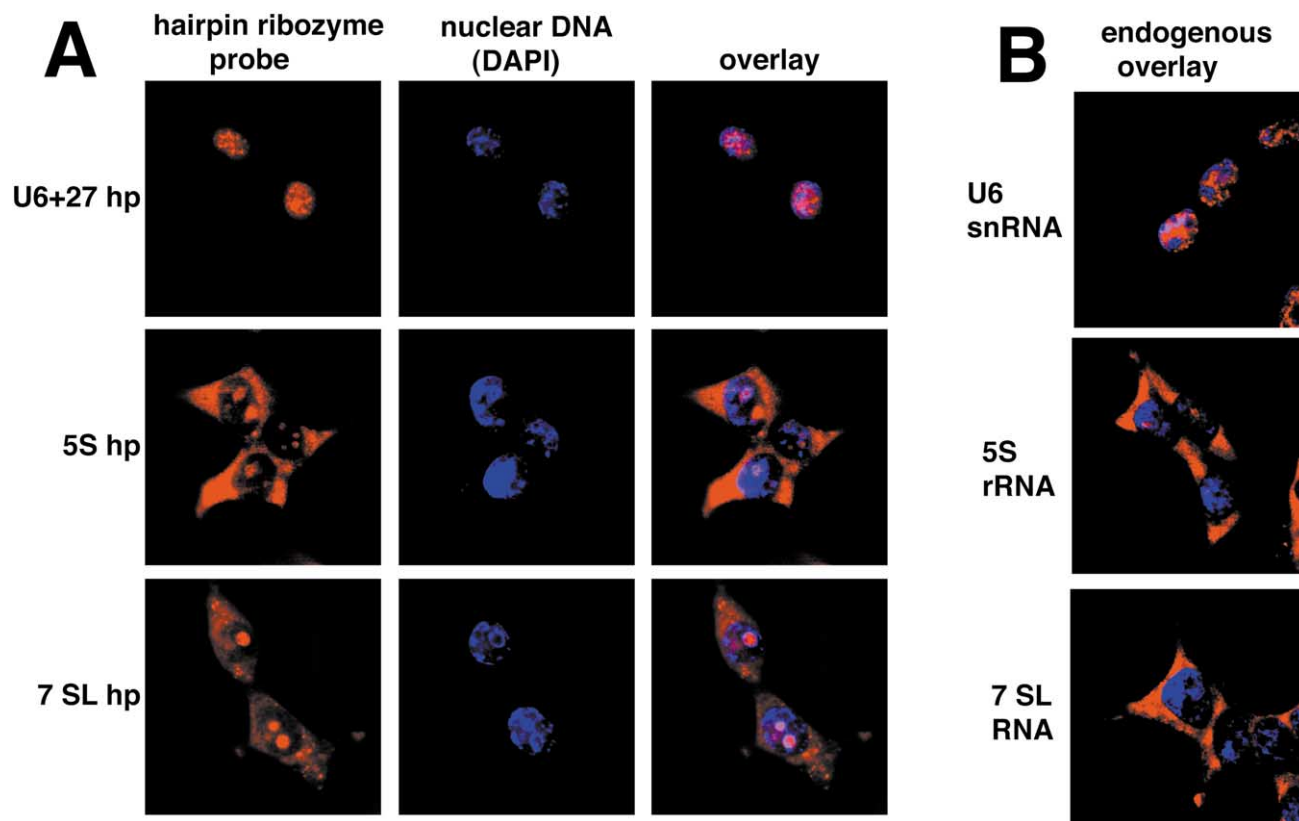 A
hairpin ribozyme
probe
nuclear DNA
(DAPI)
overlay
U6+27 hp
5S hp
7 SL hp
B
endogenous
overlay
U6
snRNA
5S
rRNA
7 SL
RNA